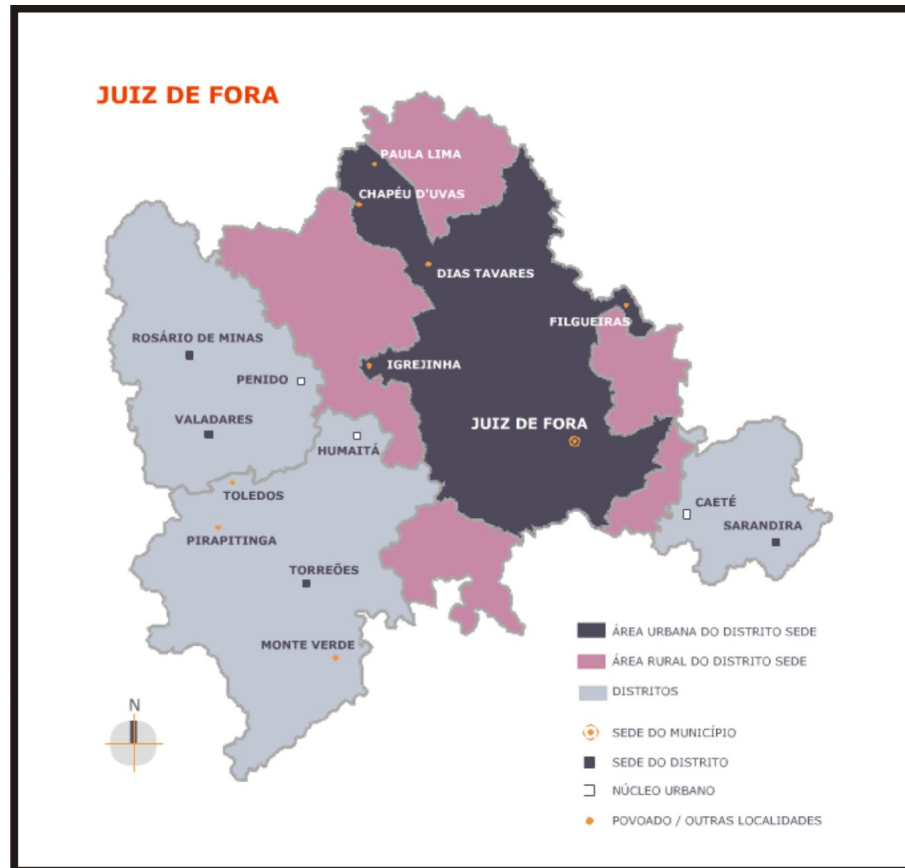 JUIZ DE FORA
PAULA LIMA
CHAPÉU D'UVAS
DIAS TAVARES
FILGUEIRAS
ROSÁRIO DE MINAS
IGREJINHA
PENIDO
VALADARES
JUIZ DE FORA
HUMAITÁ
TOLEDOS
CAETÉ
SARANDIRA
PIRAPITINGA
TORREÕES
MONTE VERDE
ÁREA URBANA DO DISTRITO SEDE
ÁREA RURAL DO DISTRITO SEDE
DISTRITOS
N
SEDE DO MUNICÍPIO
SEDE DO DISTRITO
NÚCLEO URBANO
POVOADO / OUTRAS LOCALIDADES